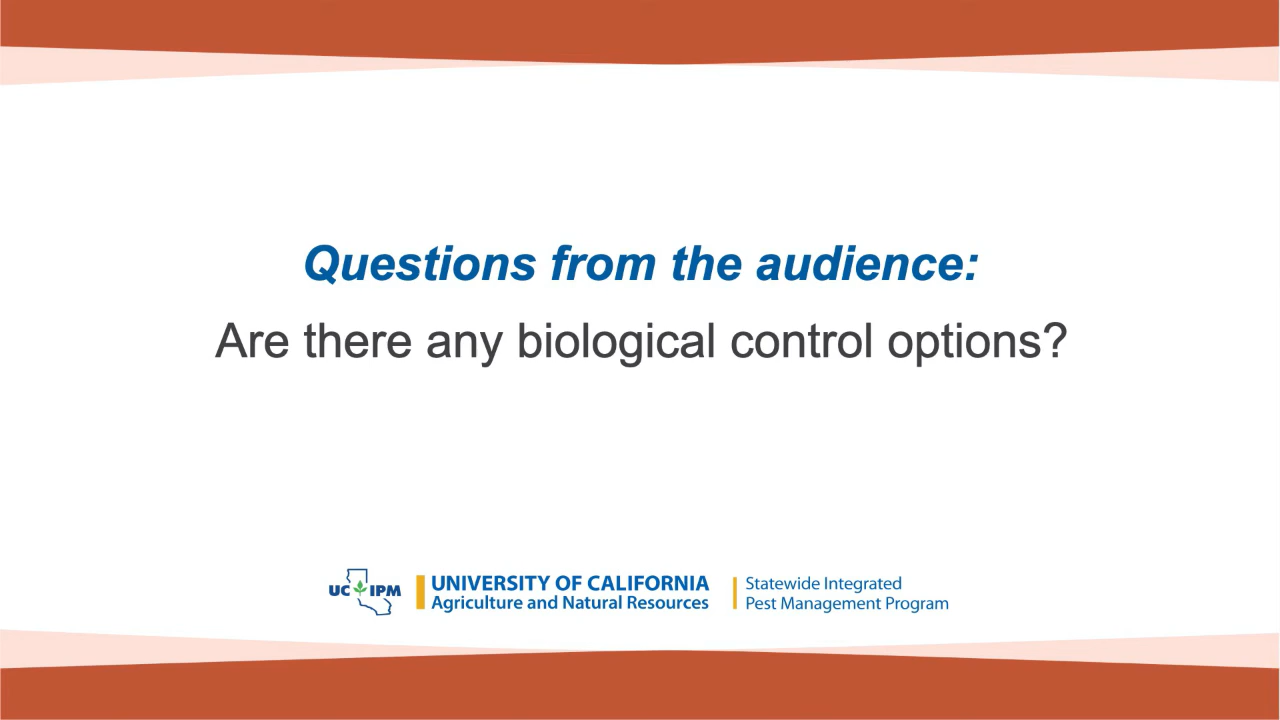 Questions from the audience:
Are there any biological control options?
UC IPM
UNIVERSITY OF CALIFORNIA
Agriculture and Natural Resources
Statewide Integrated
Pest Management Program